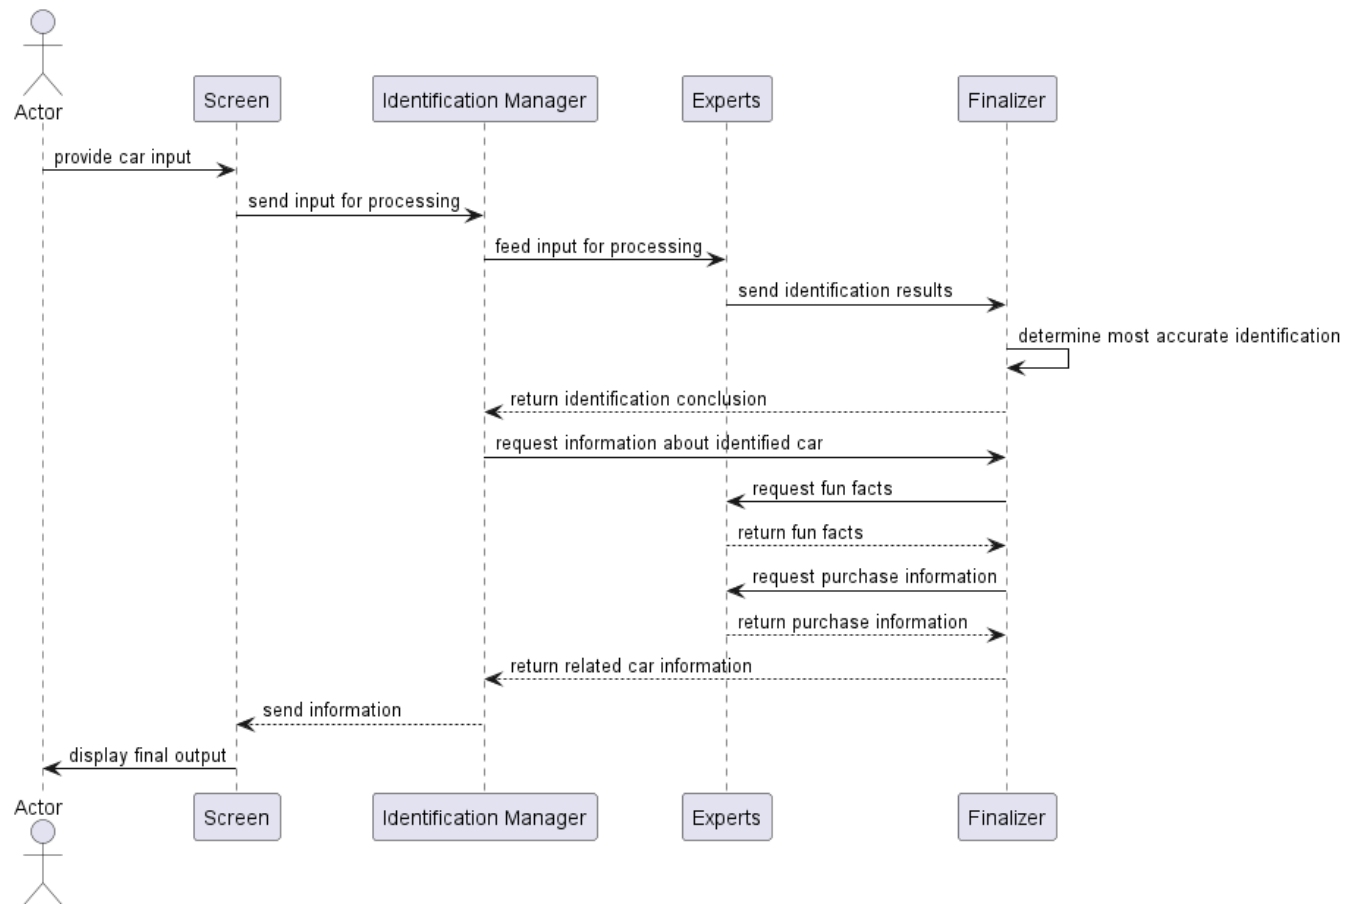 Actor
Screen
Identification Manager
Experts
Finalizer
provide car input
send input for processing
feed input for processing
send identification results
determine most accurate identification
return identification conclusion
request information about identified car
request fun facts
return fun facts
request purchase information
return purchase information
return related car information
send information
display final output
Actor
Screen
Identification Manager
Experts
Finalizer